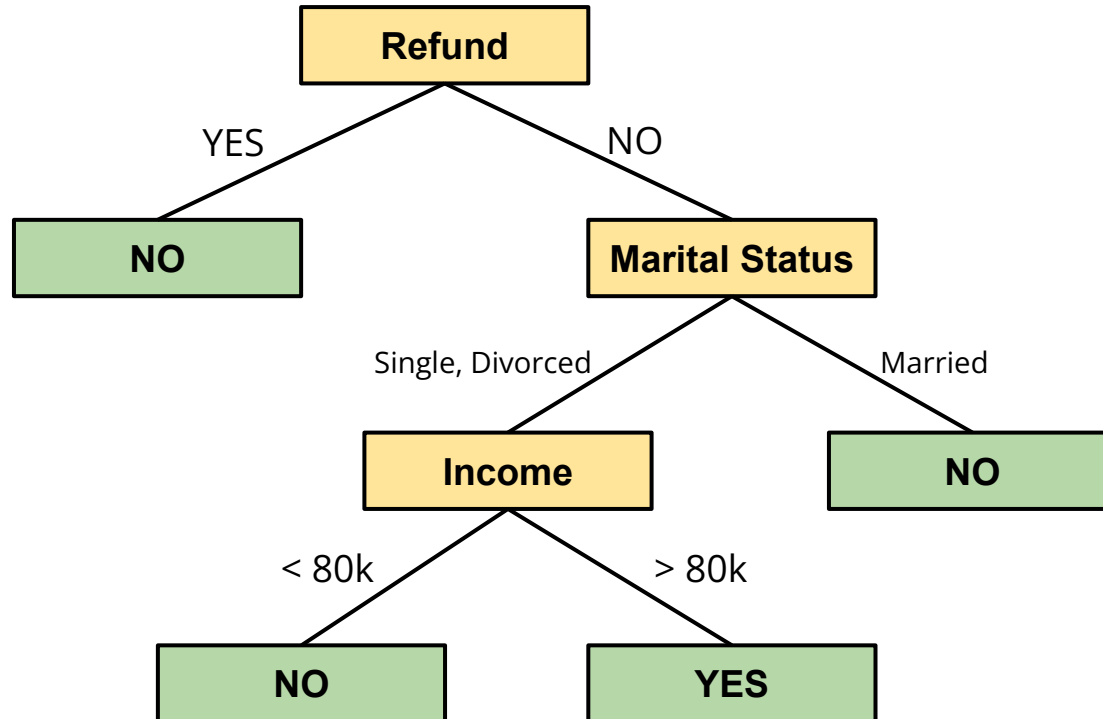 Refund
YES
NO
NO
Marital Status
Single, Divorced
Married
Income
NO
< 80k
> 80k
NO
YES